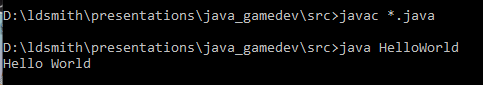 D:\ldsmith\presentations\java_gamedev\src>javac *.java
D:\ldsmith\presentations\java_gamedev\src>java HelloWorld
Hello World